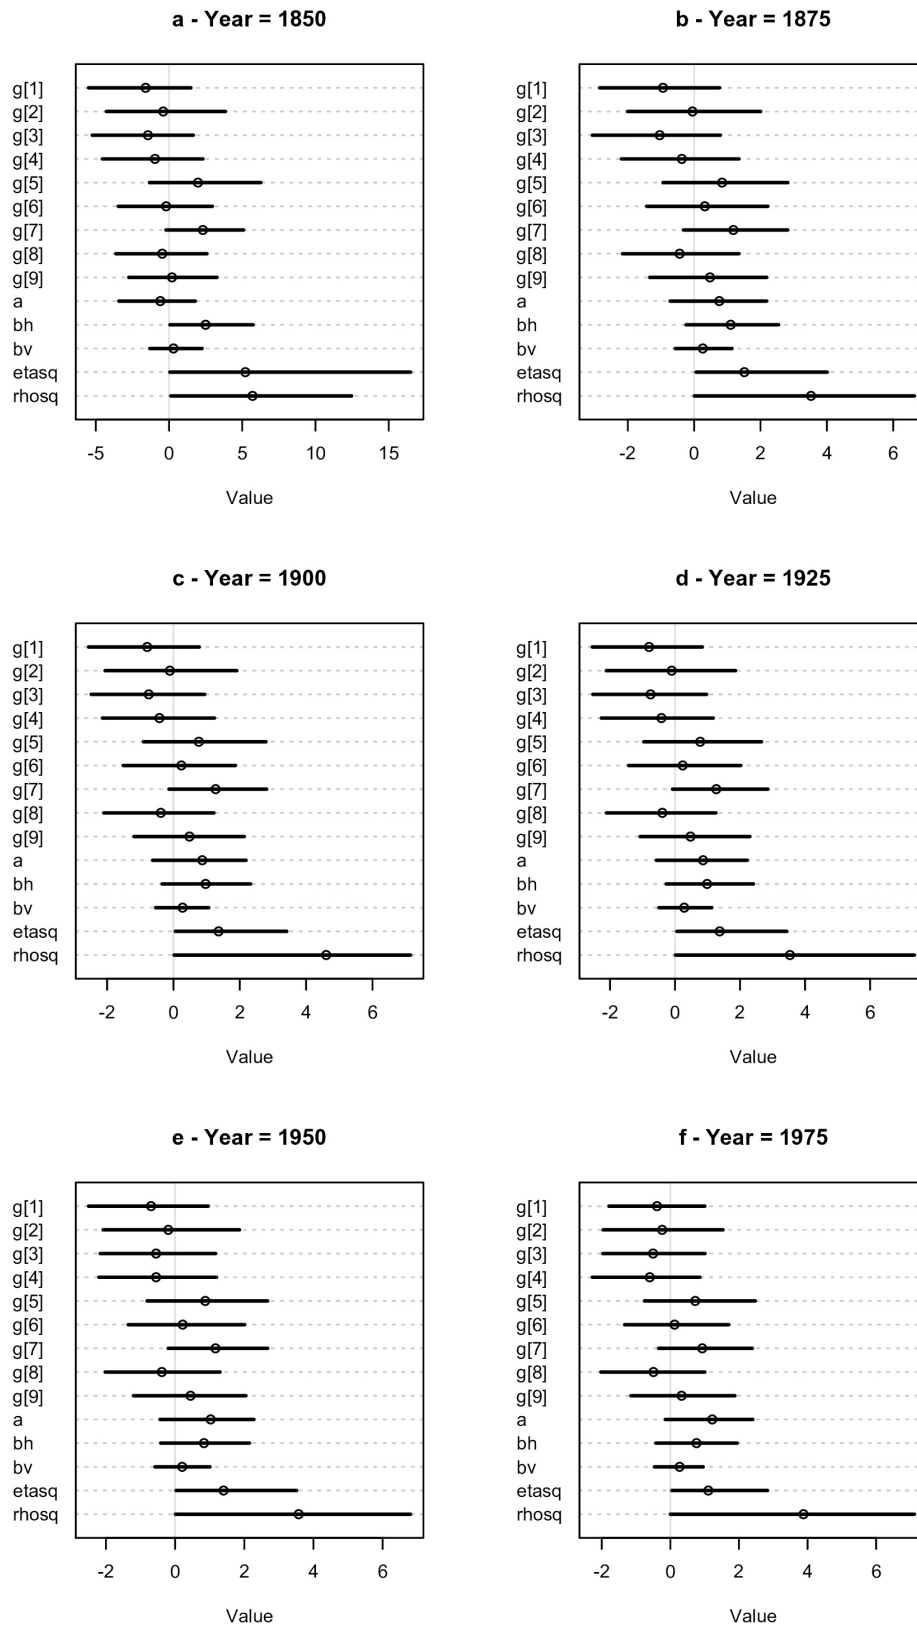 a - Year = 1850
g[1]
g[2]
g[3]
g[4]
g[5]
g[6]
g[7]
g[8]
g[9]
a
bh
bv
etasq
rhosq
-5 0 5 10 15
Value
b - Year = 1875
g[1]
g[2]
g[3]
g[4]
g[5]
g[6]
g[7]
g[8]
g[9]
a
bh
bv
etasq
rhosq
-2 0 2 4 6
Value
c - Year = 1900
g[1]
g[2]
g[3]
g[4]
g[5]
g[6]
g[7]
g[8]
g[9]
a
bh
bv
etasq
rhosq
-2 0 2 4 6
Value
d - Year = 1925
g[1]
g[2]
g[3]
g[4]
g[5]
g[6]
g[7]
g[8]
g[9]
a
bh
bv
etasq
rhosq
-2 0 2 4 6
Value
e - Year = 1950
g[1]
g[2]
g[3]
g[4]
g[5]
g[6]
g[7]
g[8]
g[9]
a
bh
bv
etasq
rhosq
-2 0 2 4 6
Value
f - Year = 1975
g[1]
g[2]
g[3]
g[4]
g[5]
g[6]
g[7]
g[8]
g[9]
a
bh
bv
etasq
rhosq
-2 0 2 4 6
Value